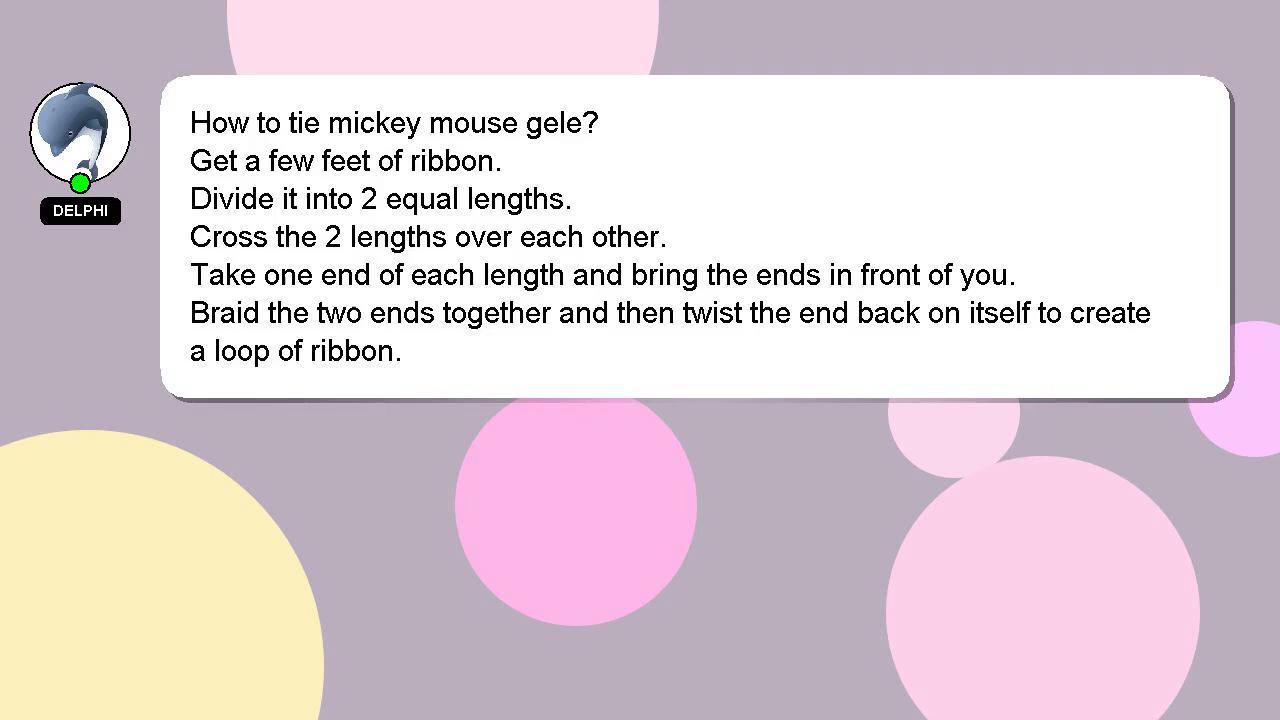 How to tie mickey mouse gele?
Get a few feet of ribbon.
Divide it into 2 equal lengths.
Cross the 2 lengths over each other.
Take one end of each length and bring the ends in front of you.
Braid the two ends together and then twist the end back on itself to create
a loop of ribbon.
DELPHI